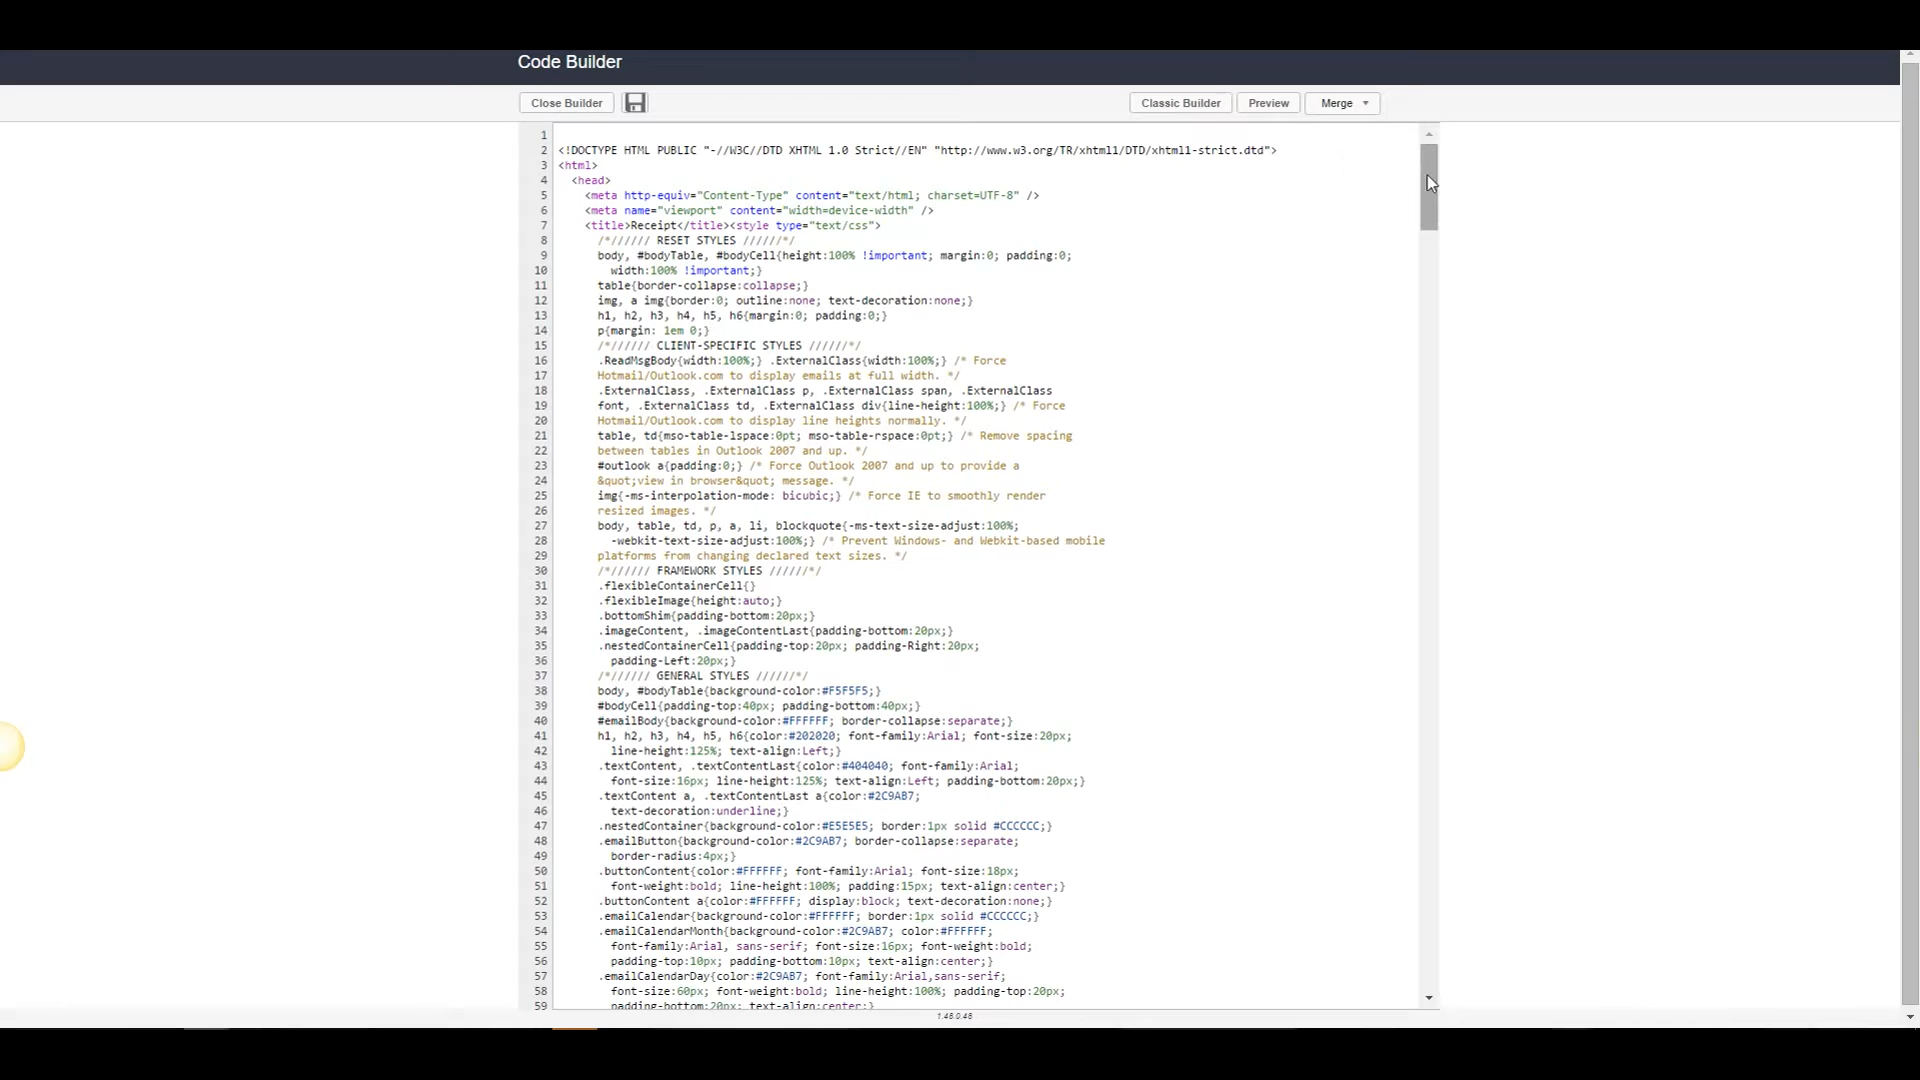 Code Builder
Close Builder
Classic Builder Preview Merge
1
2 <!DOCTYPE HTML PUBLIC "-//W3C//DTD XHTML 1.0 Strict//EN" "http://www.w3.org/TR/xhtml1/DTD/xhtml1-strict.dtd">
3 <html>
4 <head>
5 <meta http-equiv="Content-Type" content="text/html; charset=UTF-8" />
6 <meta name="viewport" content="width=device-width" />
7 <title>Receipt</title><style type="text/css">
8 /*////// RESET STYLES //////*/
9 body, #bodyTable, #bodyCell{height:100% !important; margin:0; padding:0;
10 width:100% !important;}
11 table{border-collapse:collapse;}
12 img, a img{border:0; outline:none; text-decoration:none;}
13 h1, h2, h3, h4, h5, h6{margin:0; padding:0;}
14 p{margin: 1em 0;}
15 /*////// CLIENT-SPECIFIC STYLES //////*/
16 .ReadMsgBody{width:100%;} .ExternalClass{width:100%;} /* Force
17 Hotmail/Outlook.com to display emails at full width. */
18 .ExternalClass, .ExternalClass p, .ExternalClass span, .ExternalClass
19 font, .ExternalClass td, .ExternalClass div{line-height:100%;} /* Force
20 Hotmail/Outlook.com to display line heights normally. */
21 table, td{mso-table-lspace:0pt; mso-table-rspace:0pt;} /* Remove spacing
22 between tables in Outlook 2007 and up. */
23 #outlook a{padding:0;} /* Force Outlook 2007 and up to provide a
24 &quot;view in browser&quot; message. */
25 img{-ms-interpolation-mode: bicubic;} /* Force IE to smoothly render
26 resized images. */
27 body, table, td, p, a, li, blockquote{-ms-text-size-adjust:100%;
28 -webkit-text-size-adjust:100%;} /* Prevent Windows- and Webkit-based mobile
29 platforms from changing declared text sizes. */
30 /*////// FRAMEWORK STYLES //////*/
31 .flexibleContainerCell{}
32 .flexibleImage{height:auto;}
33 .bottomShim{padding-bottom:20px;}
34 .imageContent, .imageContentLast{padding-bottom:20px;}
35 .nestedContainerCell{padding-top:20px; padding-Right:20px;
36 padding-Left:20px;}
37 /*////// GENERAL STYLES //////*/
38 body, #bodyTable{background-color:#F5F5F5;}
39 #bodyCell{padding-top:40px; padding-bottom:40px;}
40 #emailBody{background-color:#FFFFFF; border-collapse:separate;}
41 h1, h2, h3, h4, h5, h6{color:#202020; font-family:Arial; font-size:20px;
42 line-height:125%; text-align:Left;}
43 .textContent, .textContentLast{color:#404040; font-family:Arial;
44 font-size:16px; line-height:125%; text-align:Left; padding-bottom:20px;}
45 .textContent a, .textContentLast a{color:#2C9AB7;
46 text-decoration:underline;}
47 .nestedContainer{background-color:#E5E5E5; border:1px solid #CCCCCC;}
48 .emailButton{background-color:#2C9AB7; border-collapse:separate;
49 border-radius:4px;}
50 .buttonContent{color:#FFFFFF; font-family:Arial; font-size:18px;
51 font-weight:bold; line-height:100%; padding:15px; text-align:center;}
52 .buttonContent a{color:#FFFFFF; display:block; text-decoration:none;}
53 .emailCalendar{background-color:#FFFFFF; border:1px solid #CCCCCC;}
54 .emailCalendarMonth{background-color:#2C9AB7; color:#FFFFFF;
55 font-family:Arial, sans-serif; font-size:16px; font-weight:bold;
56 padding-top:10px; padding-bottom:10px; text-align:center;}
57 .emailCalendarDay{color:#2C9AB7; font-family:Arial,sans-serif;
58 font-size:60px; font-weight:bold; line-height:100%; padding-top:20px;
59 padding-bottom:20px; text-align:center;}
1.48.0.48